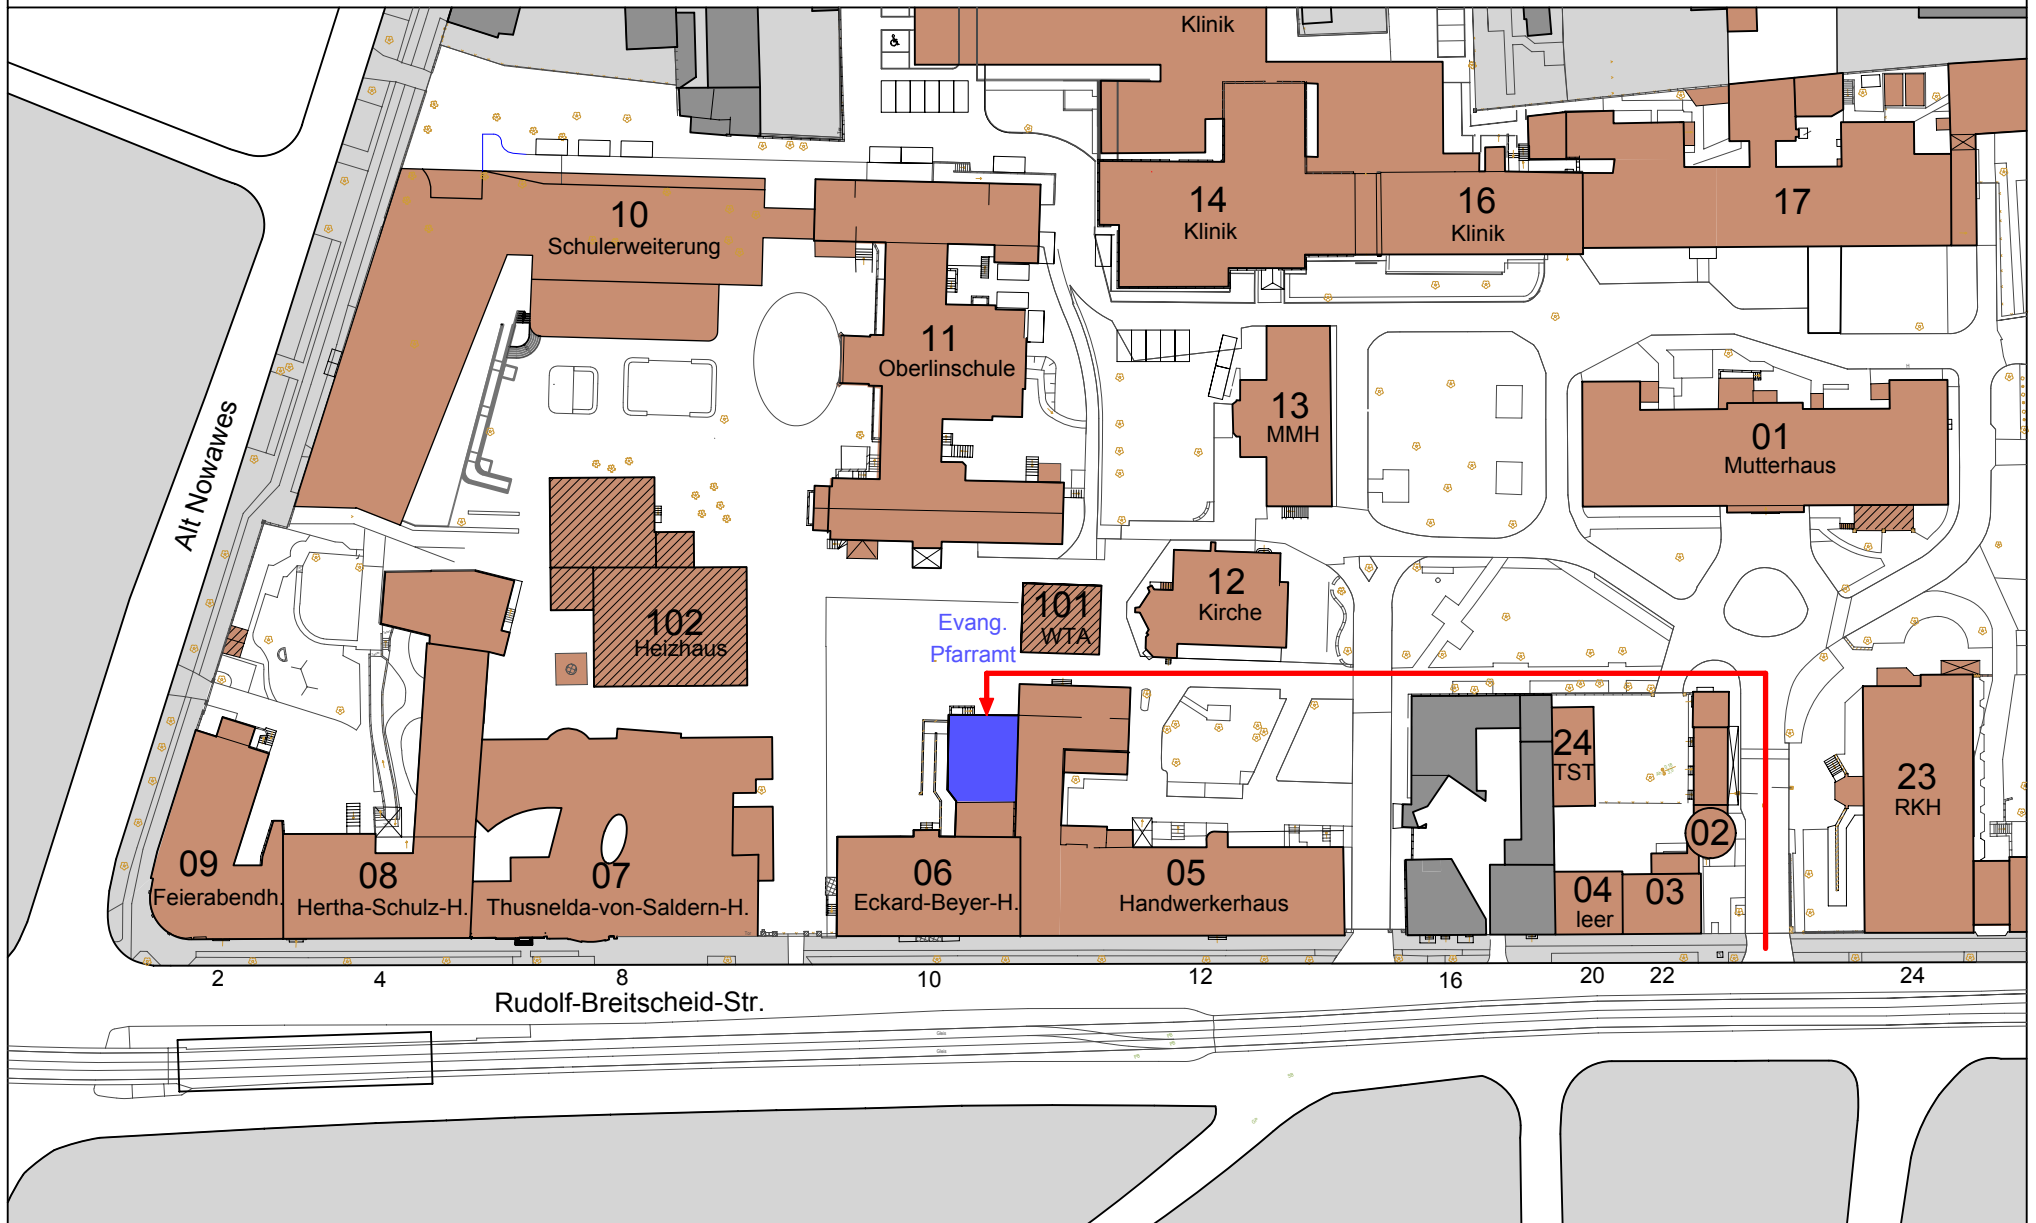 Klinik
10
Schulerweiterung
14
Klinik
16
Klinik
17
11
Oberlinschule
13
MMH
01
Mutterhaus
Alt Nowawes
102
Heizhaus
101
WTA
12
Kirche
Evang.
Pfarramt
24
TST
23
RKH
02
09
Feierabendh.
08
Hertha-Schulz-H.
07
Thusnelda-von-Saldern-H.
06
Eckard-Beyer-H.
05
Handwerkerhaus
04
leer
03
2
4
8
10
12
16
20
22
24
Rudolf-Breitscheid-Str.
Gleis
Gleis